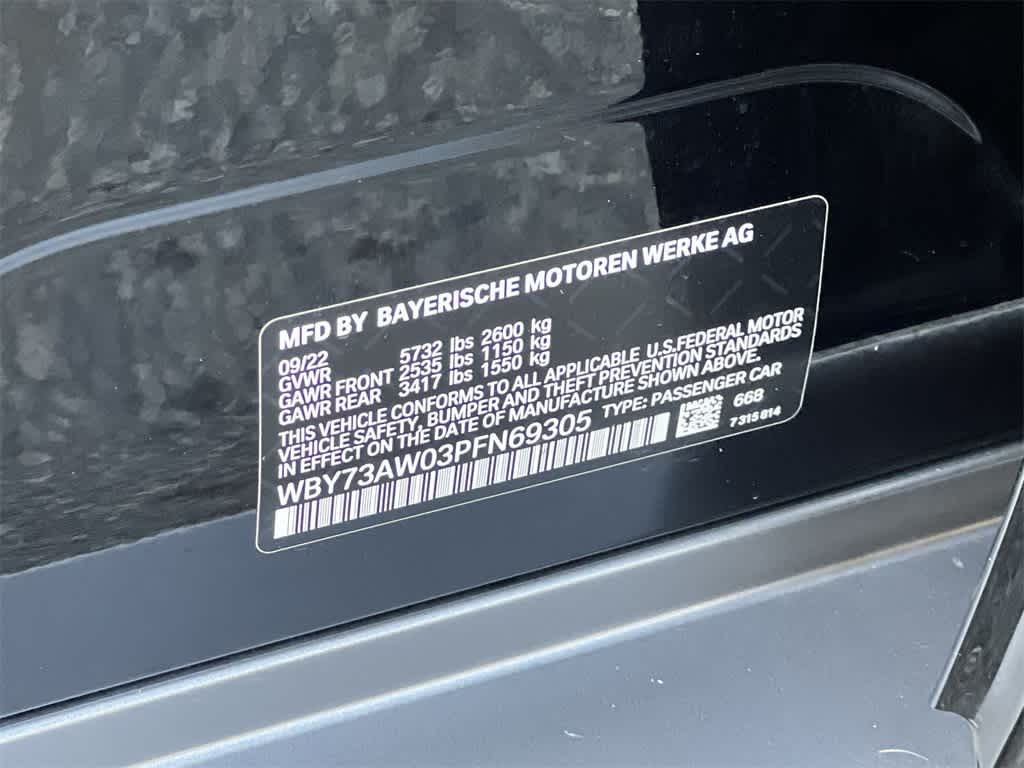 MFD BY BAYERISCHE MOTOREN WERKE AG
09/22
GVWR 5732 lbs 2600 kg
GAWR FRONT 2535 lbs 1150 kg
GAWR REAR 3417 lbs 1550 kg
THIS VEHICLE CONFORMS TO ALL APPLICABLE U.S.FEDERAL MOTOR
VEHICLE SAFETY, BUMPER AND THEFT PREVENTION STANDARDS
IN EFFECT ON THE DATE OF MANUFACTURE SHOWN ABOVE.
WBY73AW03PFN69305 TYPE: PASSENGER CAR
668
7315814